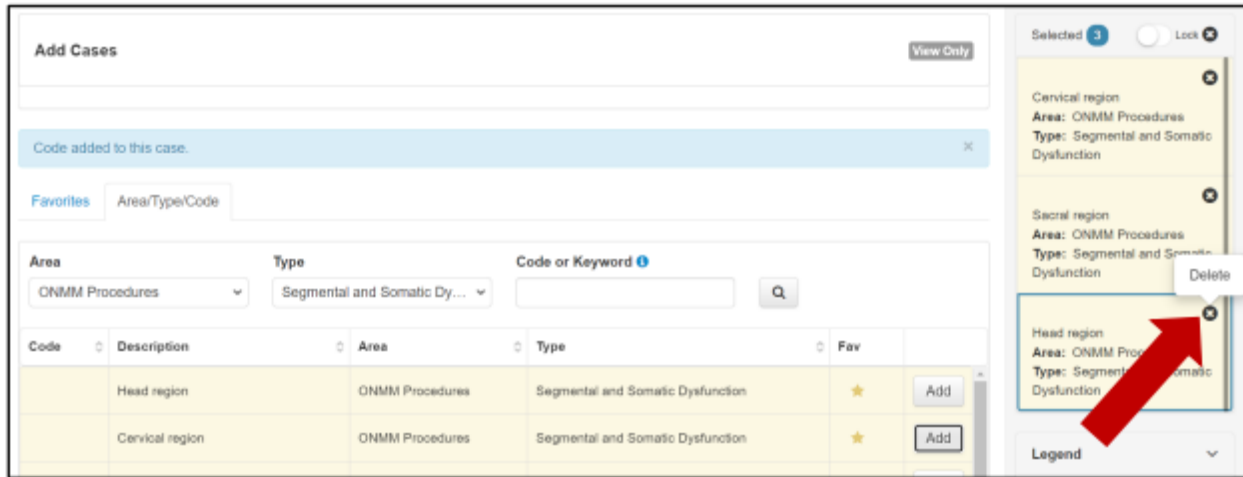 Add Cases
View Only
Code added to this case.
×
Favorites
Area/Type/Code
Area
Type
Code or Keyword
ONMM Procedures
Segmental and Somatic Dy...
Code
Description
Area
Type
Fav
Head region
ONMM Procedures
Segmental and Somatic Dysfunction
Add
Cervical region
ONMM Procedures
Segmental and Somatic Dysfunction
Add
Selected 3
Lock
Cervical region
Area: ONMM Procedures
Type: Segmental and Somatic
Dysfunction
Sacral region
Area: ONMM Procedures
Type: Segmental and Somatic
Dysfunction
Delete
Head region
Area: ONMM
Type:
Dysfunction
Legend